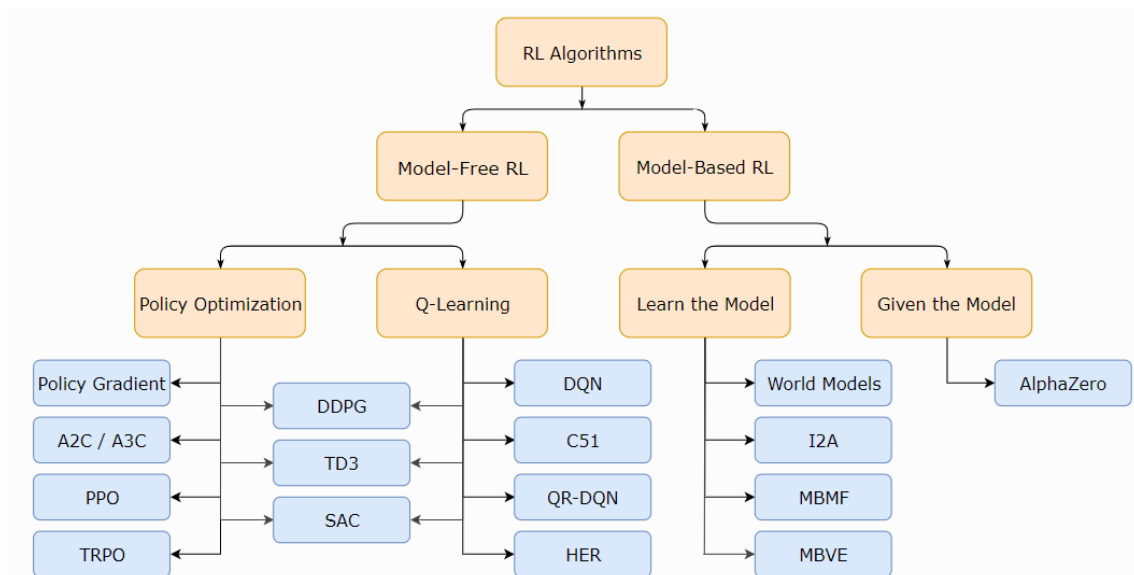 RL Algorithms
Model-Free RL
Model-Based RL
Policy Optimization
Q-Learning
Learn the Model
Given the Model
Policy Gradient
DDPG
DQN
World Models
AlphaZero
A2C / A3C
TD3
C51
I2A
PPO
SAC
QR-DQN
MBMF
TRPO
HER
MBVE